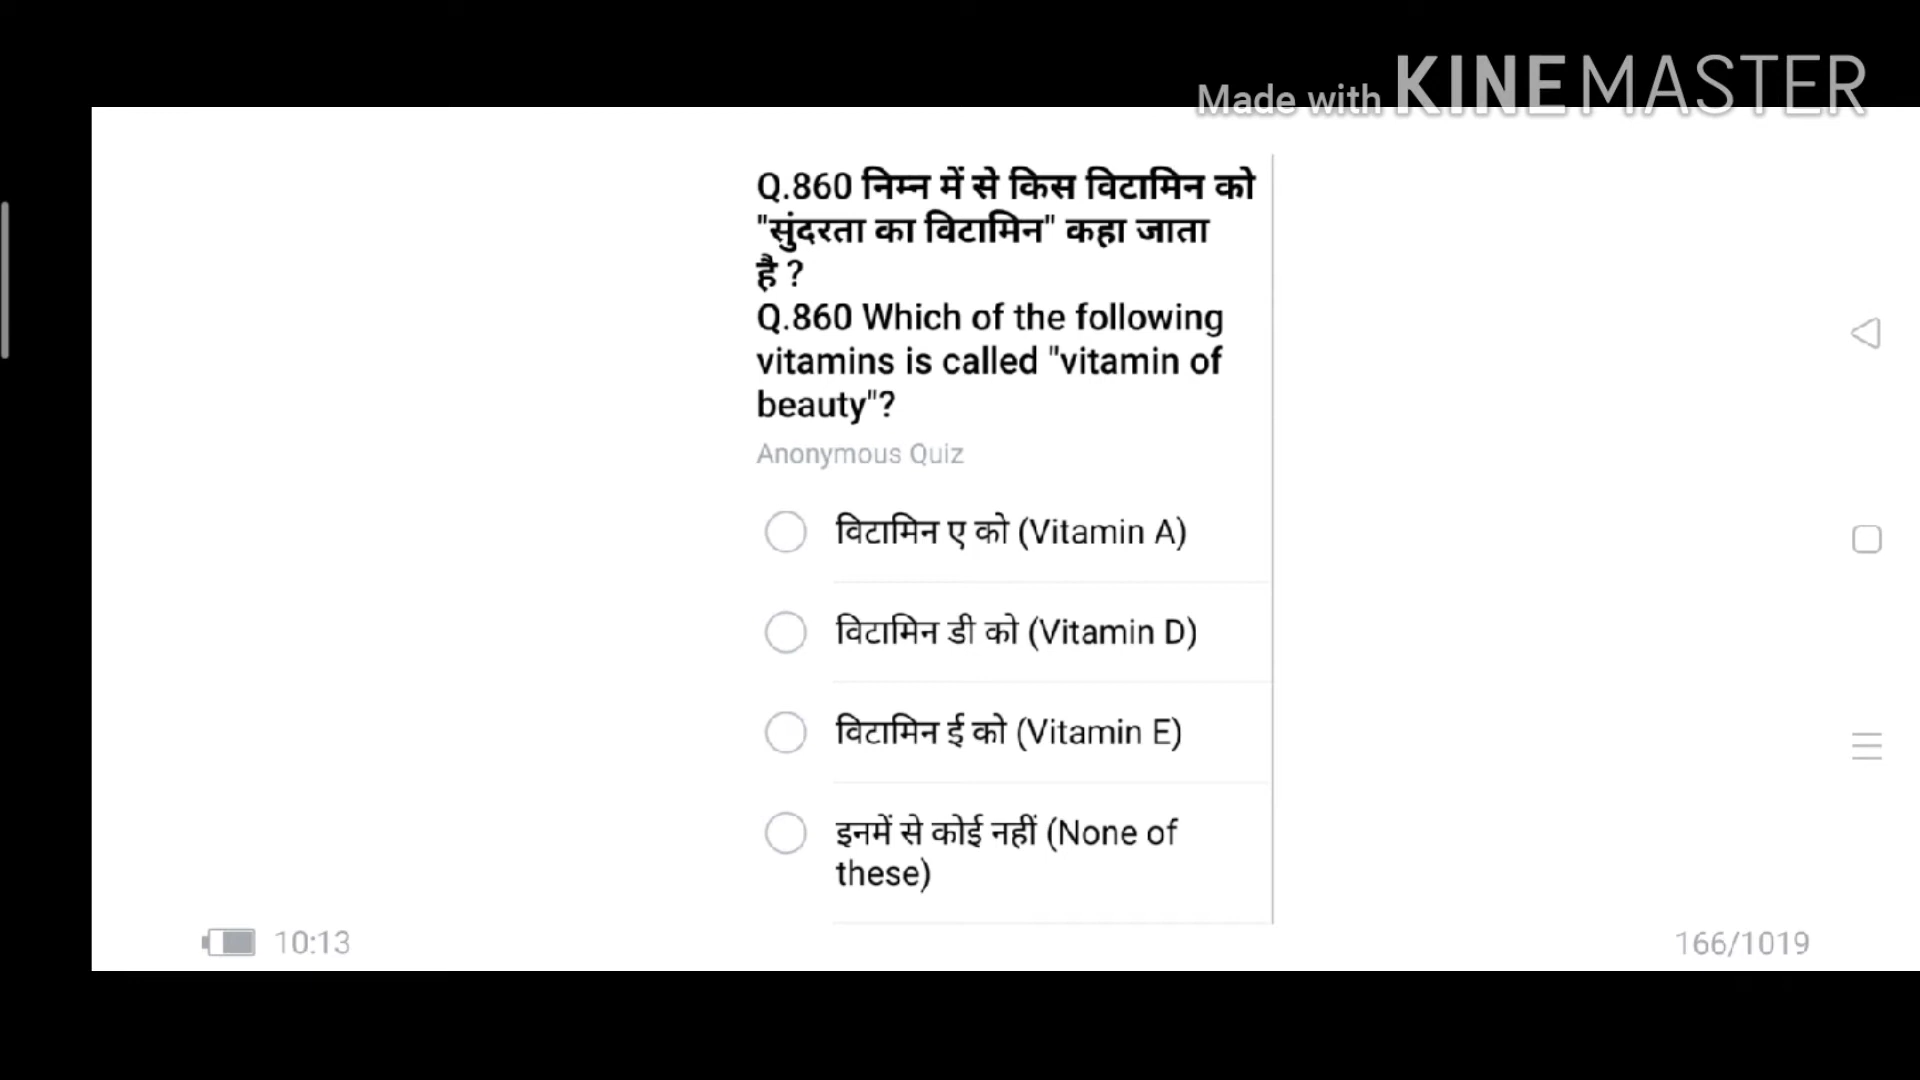 Made with KINEMASTER
Q.860 निम्न में से किस विटामिन को
"सुंदरता का विटामिन" कहा जाता
है ?
Q.860 Which of the following
vitamins is called "vitamin of
beauty"?
Anonymous Quiz
विटामिन ए को (Vitamin A)
विटामिन डी को (Vitamin D)
विटामिन ई को (Vitamin E)
इनमें से कोई नहीं (None of
these)
10:13
166/1019